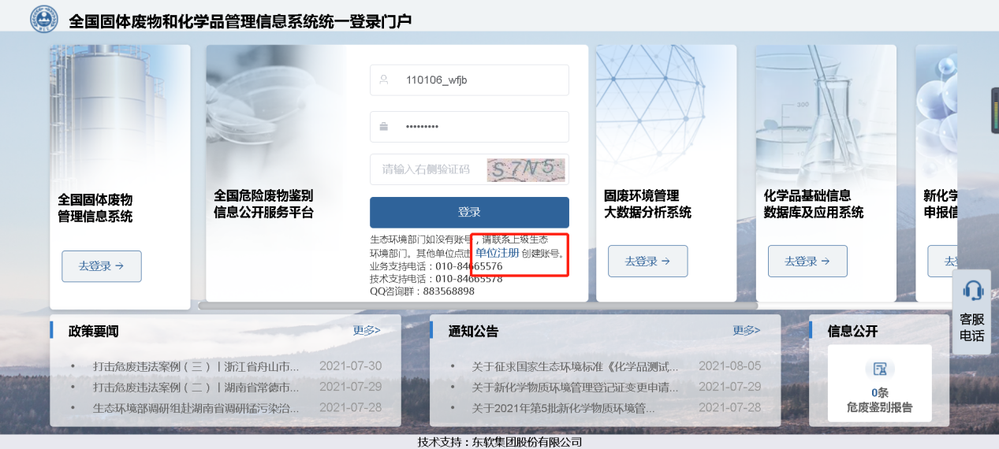 全国固体废物和化学品管理信息系统统一登录门户
全国固体废物
管理信息系统
去登录 →
全国危险废物鉴别
信息公开服务平台
110106_wfjb
•••••••••
请输入右侧验证码
S7N5
登录
生态环境部门如没有账号，请联系上级生态
环境部门。其他单位点击 单位注册 创建账号。
业务支持电话：010-84665576
技术支持电话：010-84665578
QQ咨询群：883568898
固废环境管理
大数据分析系统
去登录 →
化学品基础信息
数据库及应用系统
去登录 →
新化学
申报信
去
客服
电话
政策要闻
更多>
• 打击危废违法案例（三）丨浙江省舟山市... 2021-07-30
• 打击危废违法案例（二）丨湖南省常德市... 2021-07-29
• 生态环境部调研组赴湖南省调研锰污染治... 2021-07-28
通知公告
更多>
• 关于征求国家生态环境标准《化学品测试... 2021-08-05
• 关于新化学物质环境管理登记证变更申请... 2021-07-29
• 关于2021年第5批新化学物质环境管... 2021-07-28
信息公开
0条
危废鉴别报告
技术支持：东软集团股份有限公司